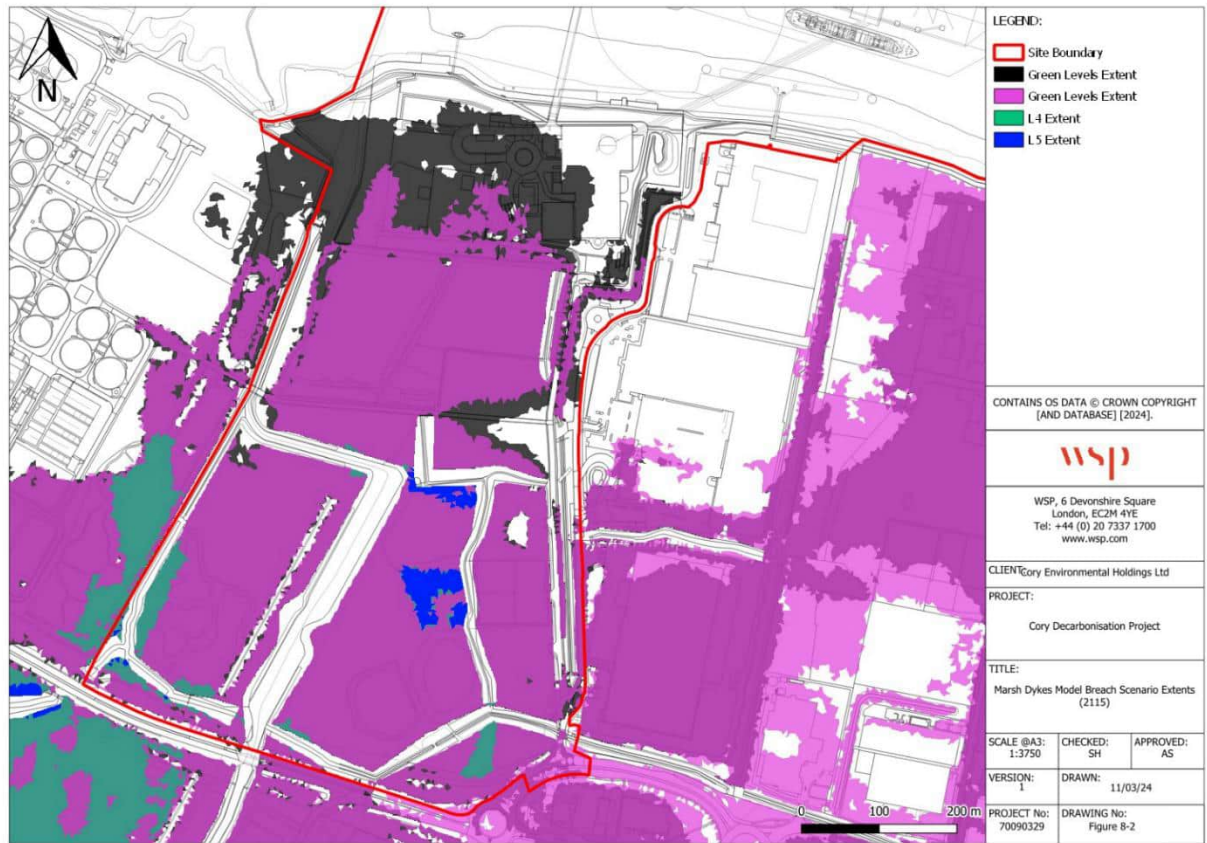 N
LEGEND:
Site Boundary
Green Levels Extent
Green Levels Extent
L4 Extent
L5 Extent
CONTAINS OS DATA © CROWN COPYRIGHT
[AND DATABASE] [2024].
wsp
WSP, 6 Devonshire Square
London, EC2M 4YE
Tel: +44 (0) 20 7337 1700
www.wsp.com
CLIENT:
Cory Environmental Holdings Ltd
PROJECT:
Cory Decarbonisation Project
TITLE:
Marsh Dykes Model Breach Scenario Extents
(2115)
SCALE @A3:
1:3750
CHECKED:
SH
APPROVED:
AS
VERSION:
1
DRAWN:
11/03/24
PROJECT No:
70090329
DRAWING No:
Figure 8-2
0 100 200 m